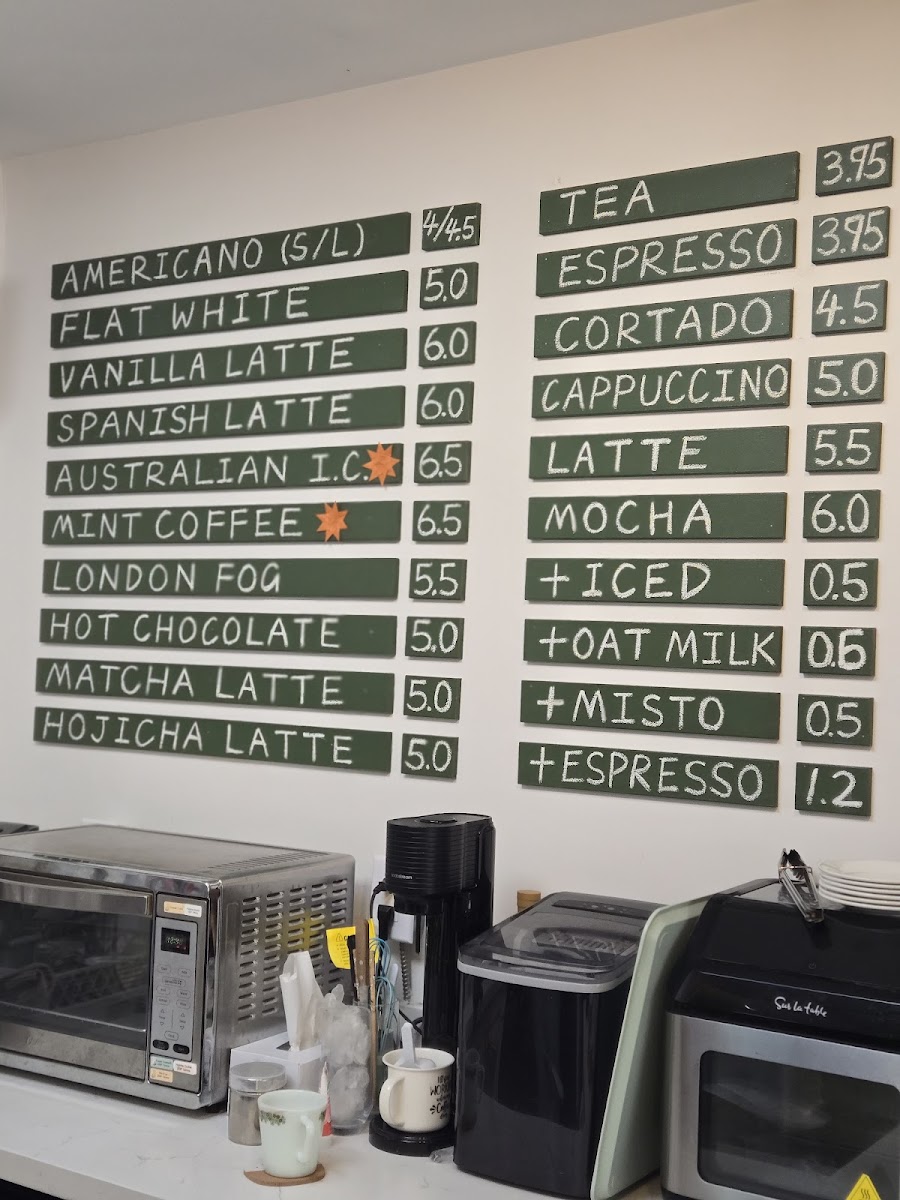 AMERICANO (S/L) 4/4.5
FLAT WHITE 5.0
VANILLA LATTE 6.0
SPANISH LATTE 6.0
AUSTRALIAN I.C. 6.5
MINT COFFEE 6.5
LONDON FOG 5.5
HOT CHOCOLATE 5.0
MATCHA LATTE 5.0
HOJICHA LATTE 5.0
TEA 3.95
ESPRESSO 3.95
CORTADO 4.5
CAPPUCCINO 5.0
LATTE 5.5
MOCHA 6.0
+ICED 0.5
+OAT MILK 0.6
+MISTO 0.5
+ESPRESSO 1.2
Sur la table